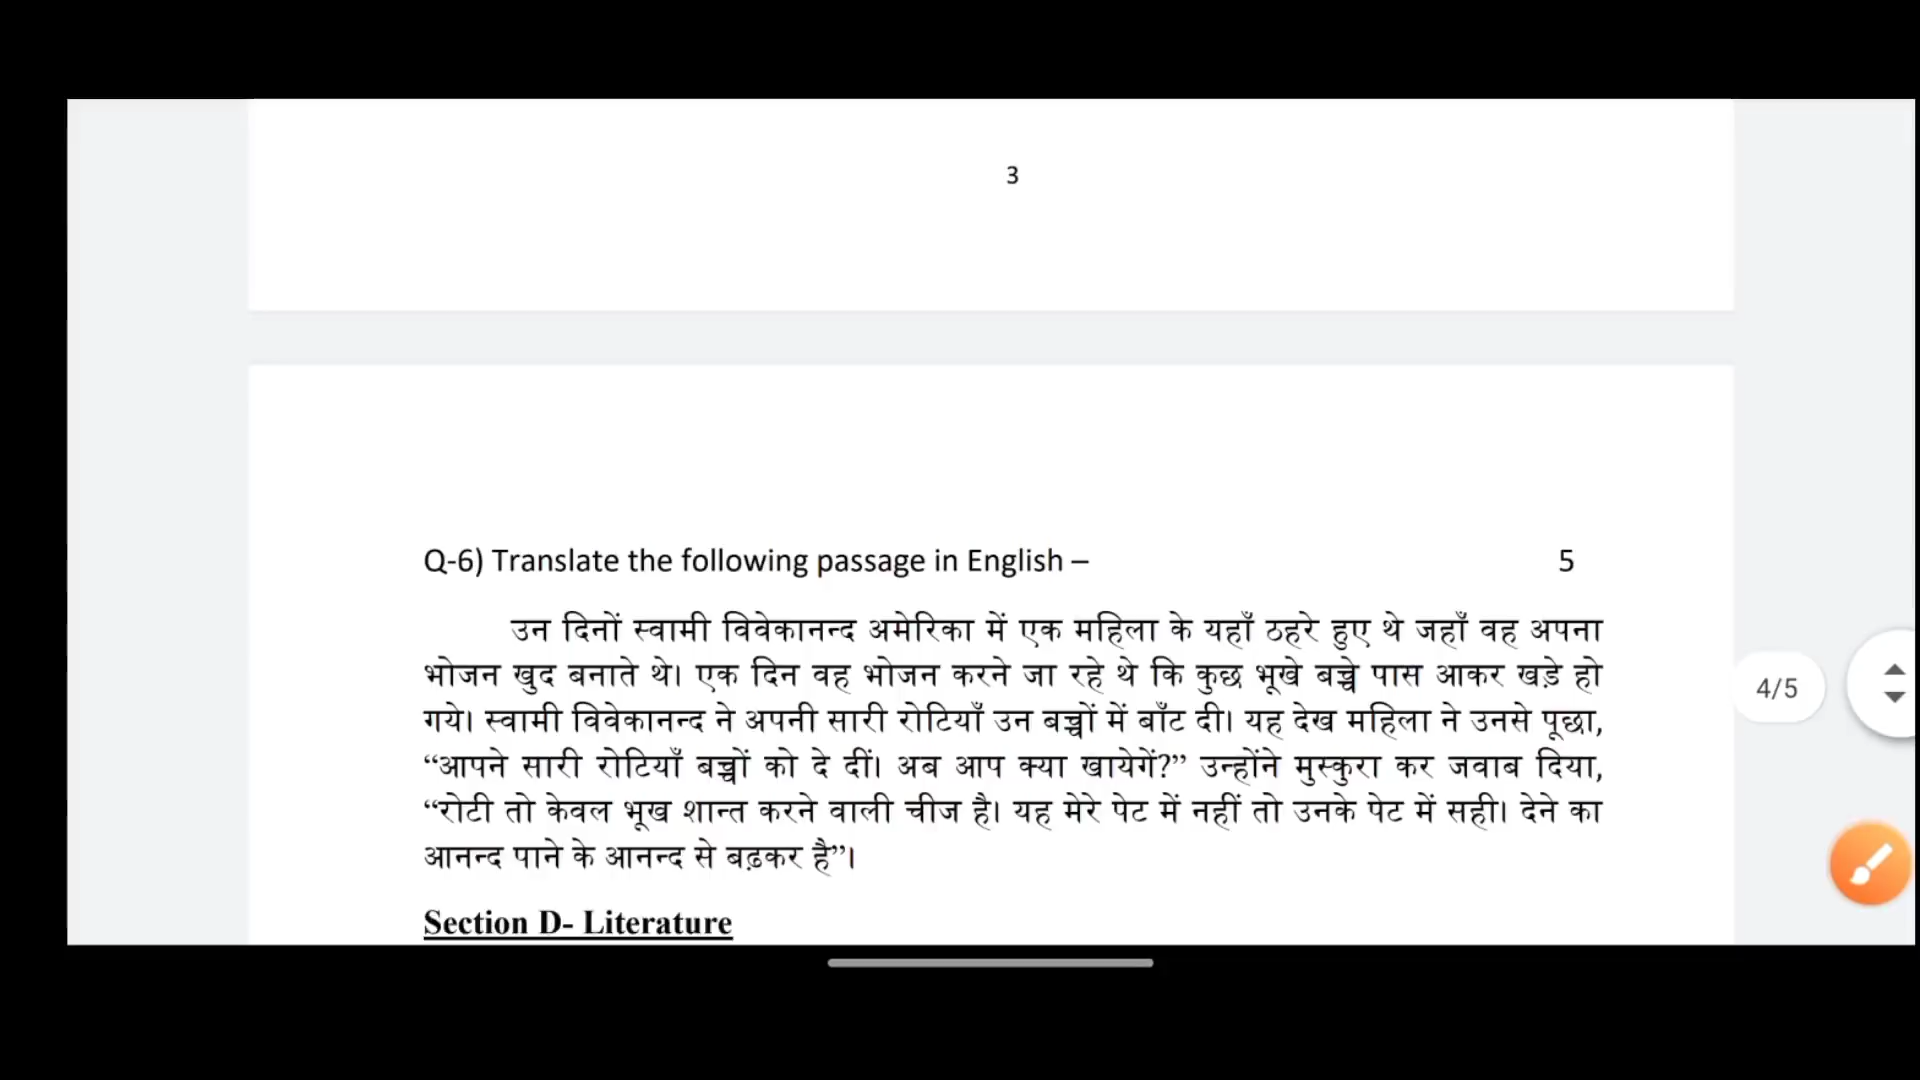 3
Q-6) Translate the following passage in English – 5
उन दिनों स्वामी विवेकानन्द अमेरिका में एक महिला के यहाँ ठहरे हुए थे जहाँ वह अपना
भोजन खुद बनाते थे। एक दिन वह भोजन करने जा रहे थे कि कुछ भूखे बच्चे पास आकर खड़े हो
गये। स्वामी विवेकानन्द ने अपनी सारी रोटियाँ उन बच्चों में बाँट दी। यह देख महिला ने उनसे पूछा,
“आपने सारी रोटियाँ बच्चों को दे दीं। अब आप क्या खायेगें?” उन्होंने मुस्कुरा कर जवाब दिया,
“रोटी तो केवल भूख शान्त करने वाली चीज है। यह मेरे पेट में नहीं तो उनके पेट में सही। देने का
आनन्द पाने के आनन्द से बढ़कर है”।
4/5
Section D- Literature